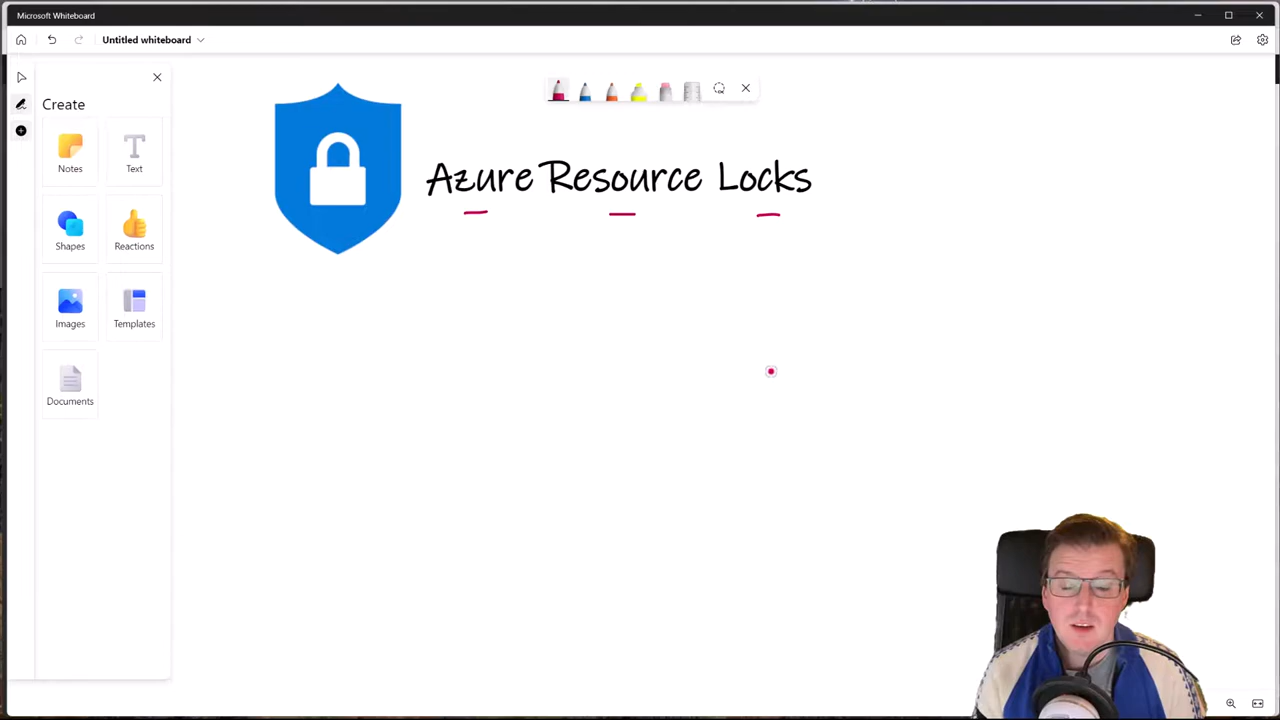 Microsoft Whiteboard
Untitled whiteboard
Create
Notes
Text
Shapes
Reactions
Images
Templates
Documents
Azure Resource Locks